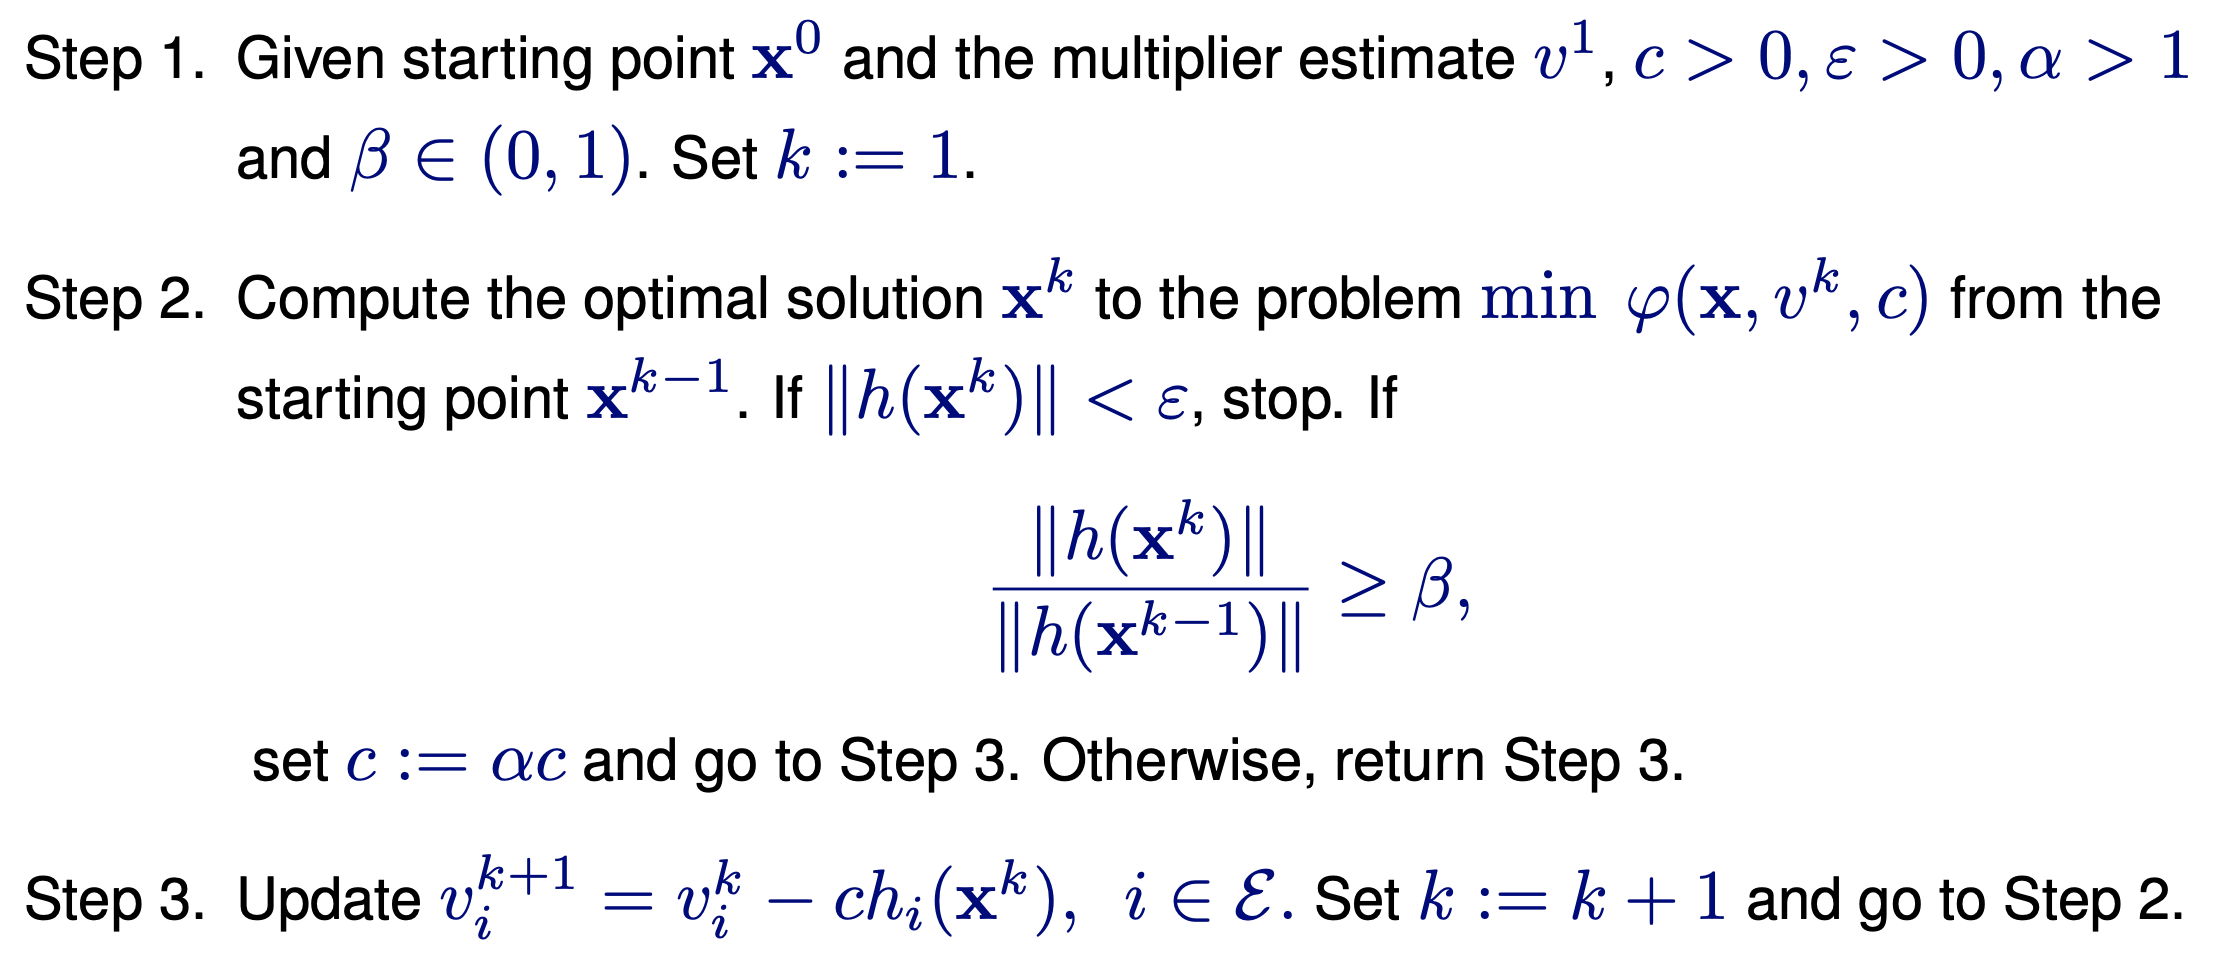 Step 1. Given starting point $\mathbf{x}^0$ and the multiplier estimate $v^1, c > 0, \varepsilon > 0, \alpha > 1$
and $\beta \in (0, 1)$. Set $k := 1$.
Step 2. Compute the optimal solution $\mathbf{x}^k$ to the problem $\min \ \varphi(\mathbf{x}, v^k, c)$ from the
starting point $\mathbf{x}^{k-1}$. If $\|h(\mathbf{x}^k)\| < \varepsilon$, stop. If
$\frac{\|h(\mathbf{x}^k)\|}{\|h(\mathbf{x}^{k-1})\|} \geq \beta,$
set $c := \alpha c$ and go to Step 3. Otherwise, return Step 3.
Step 3. Update $v_i^{k+1} = v_i^k - ch_i(\mathbf{x}^k), \ i \in \mathcal{E}$. Set $k := k + 1$ and go to Step 2.